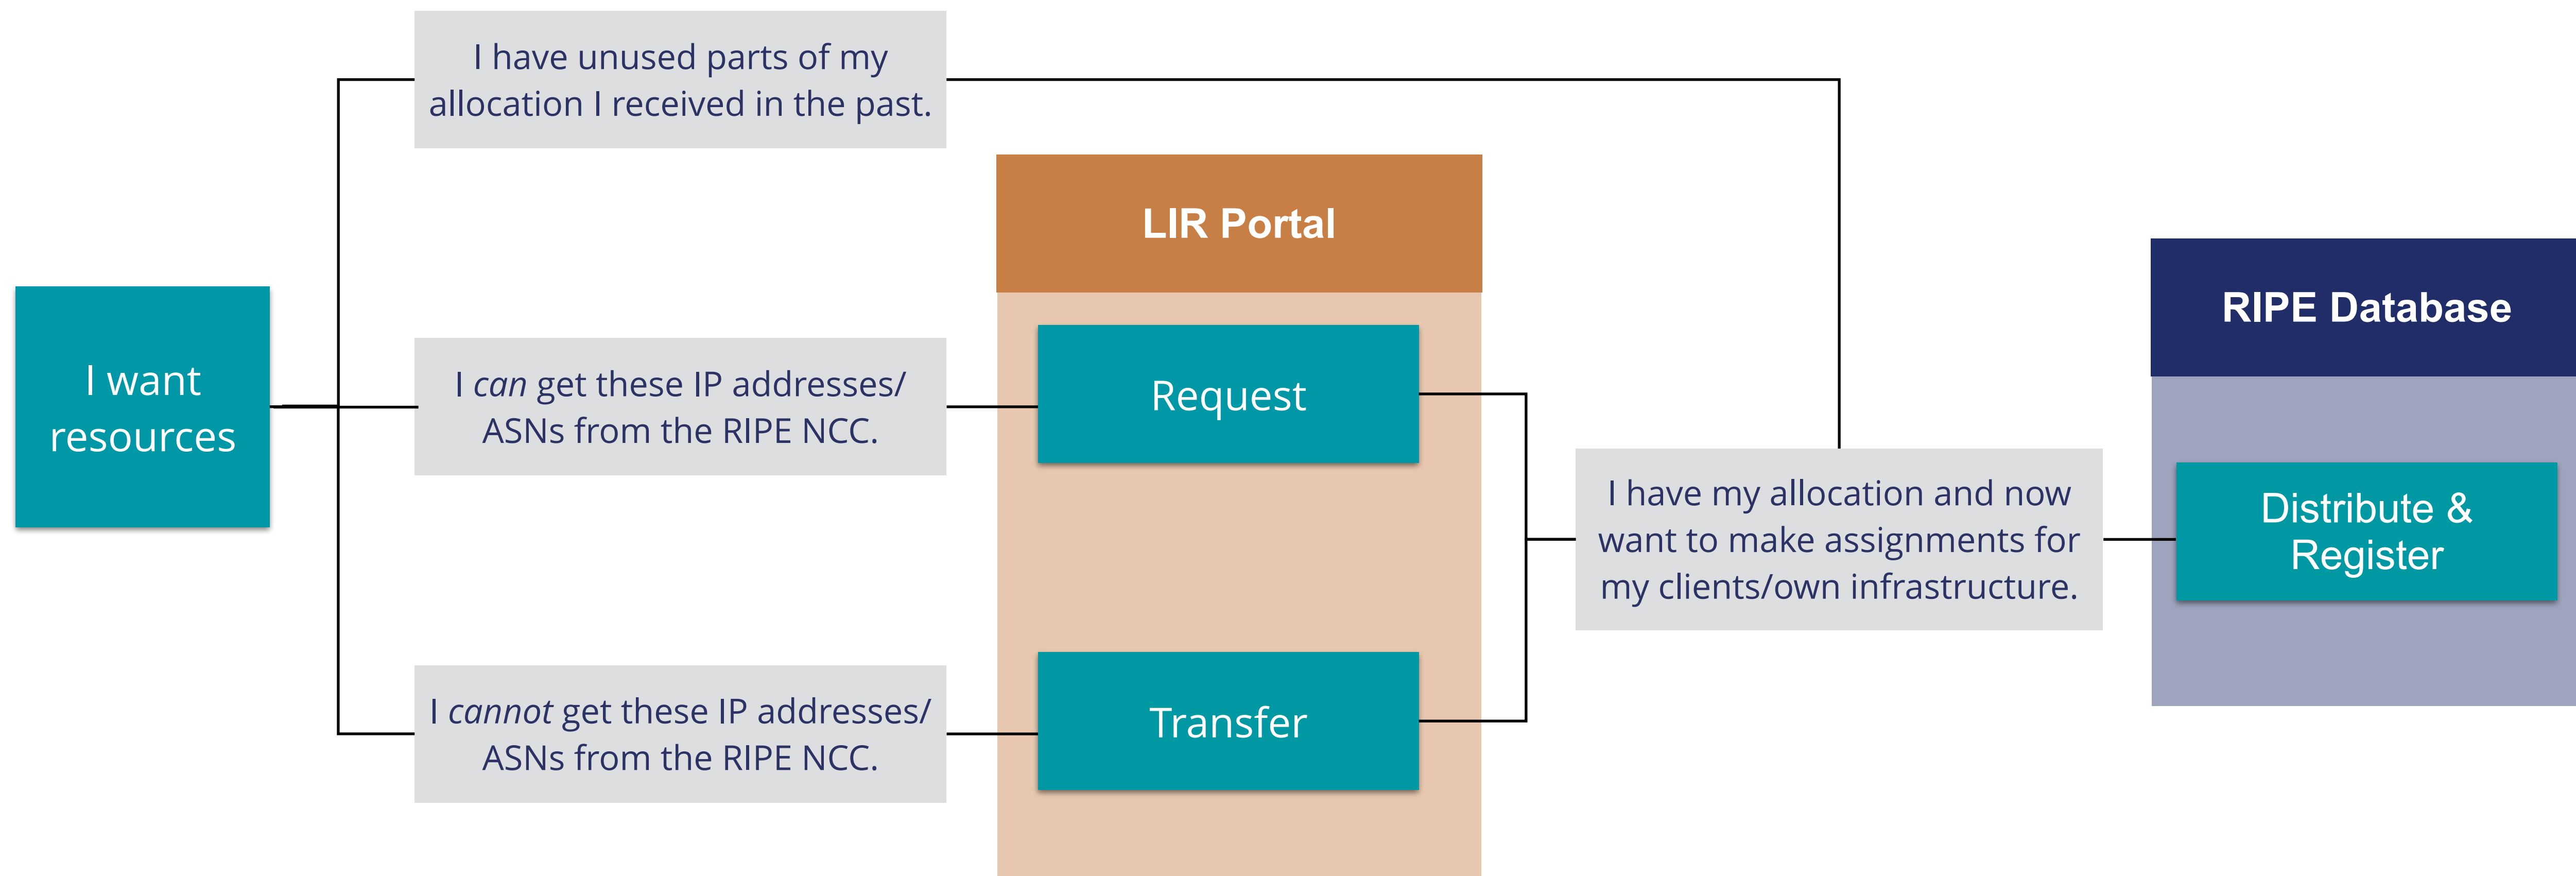 I have unused parts of my
allocation I received in the past.
LIR Portal
RIPE Database
I want
resources
I can get these IP addresses/
ASNs from the RIPE NCC.
Request
I have my allocation and now
want to make assignments for
my clients/own infrastructure.
Distribute &
Register
I cannot get these IP addresses/
ASNs from the RIPE NCC.
Transfer